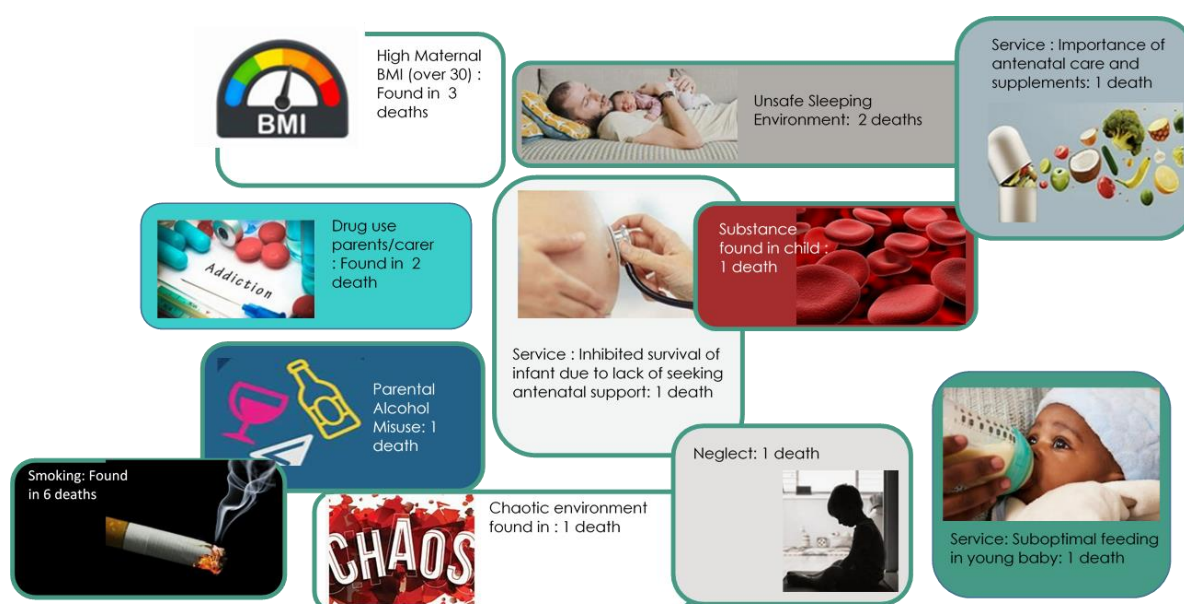 BMI
High Maternal
BMI (over 30) :
Found in  3
deaths
Unsafe Sleeping
Environment:  2 deaths
Service : Importance of
antenatal care and
supplements: 1 death
Addiction
Drug use
parents/carer
: Found in  2
death
Service : Inhibited survival of
infant due to lack of seeking
antenatal support: 1 death
Substance
found in child :
1 death
Parental
Alcohol
Misuse: 1
death
Smoking: Found
in 6 deaths
CHAOS
Chaotic environment
found in : 1 death
Neglect: 1 death
Service: Suboptimal feeding
in young baby: 1 death